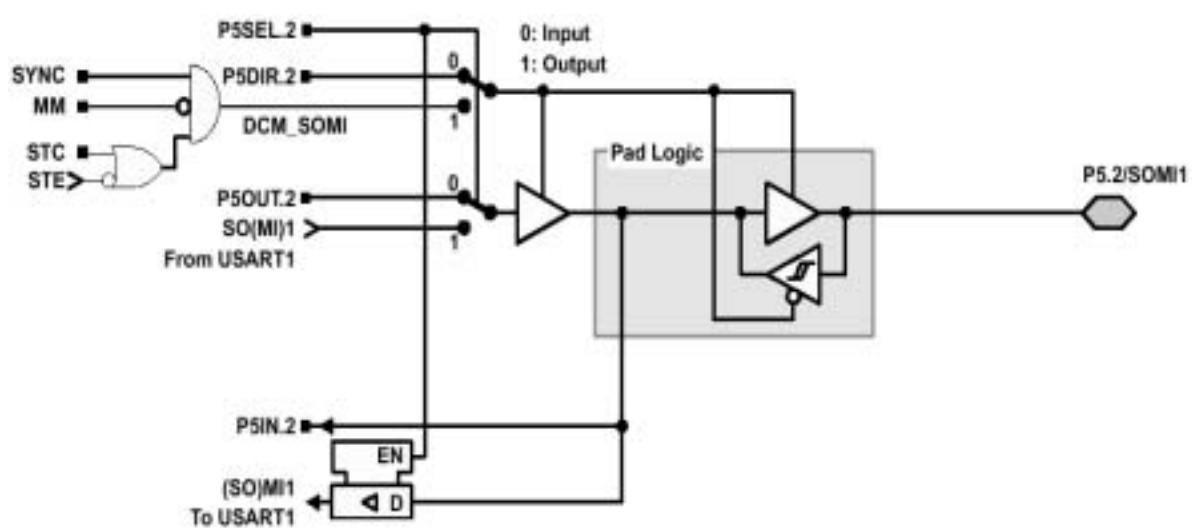 P5SEL.2
0: Input
1: Output
SYNC
P5DIR.2
0
MM
1
DCM_SOMI
STC
STE
Pad Logic
P5.2/SOMI1
P5OUT.2
0
SO(MI)1
1
From USART1
P5IN.2
EN
(SO)MI1
D
To USART1